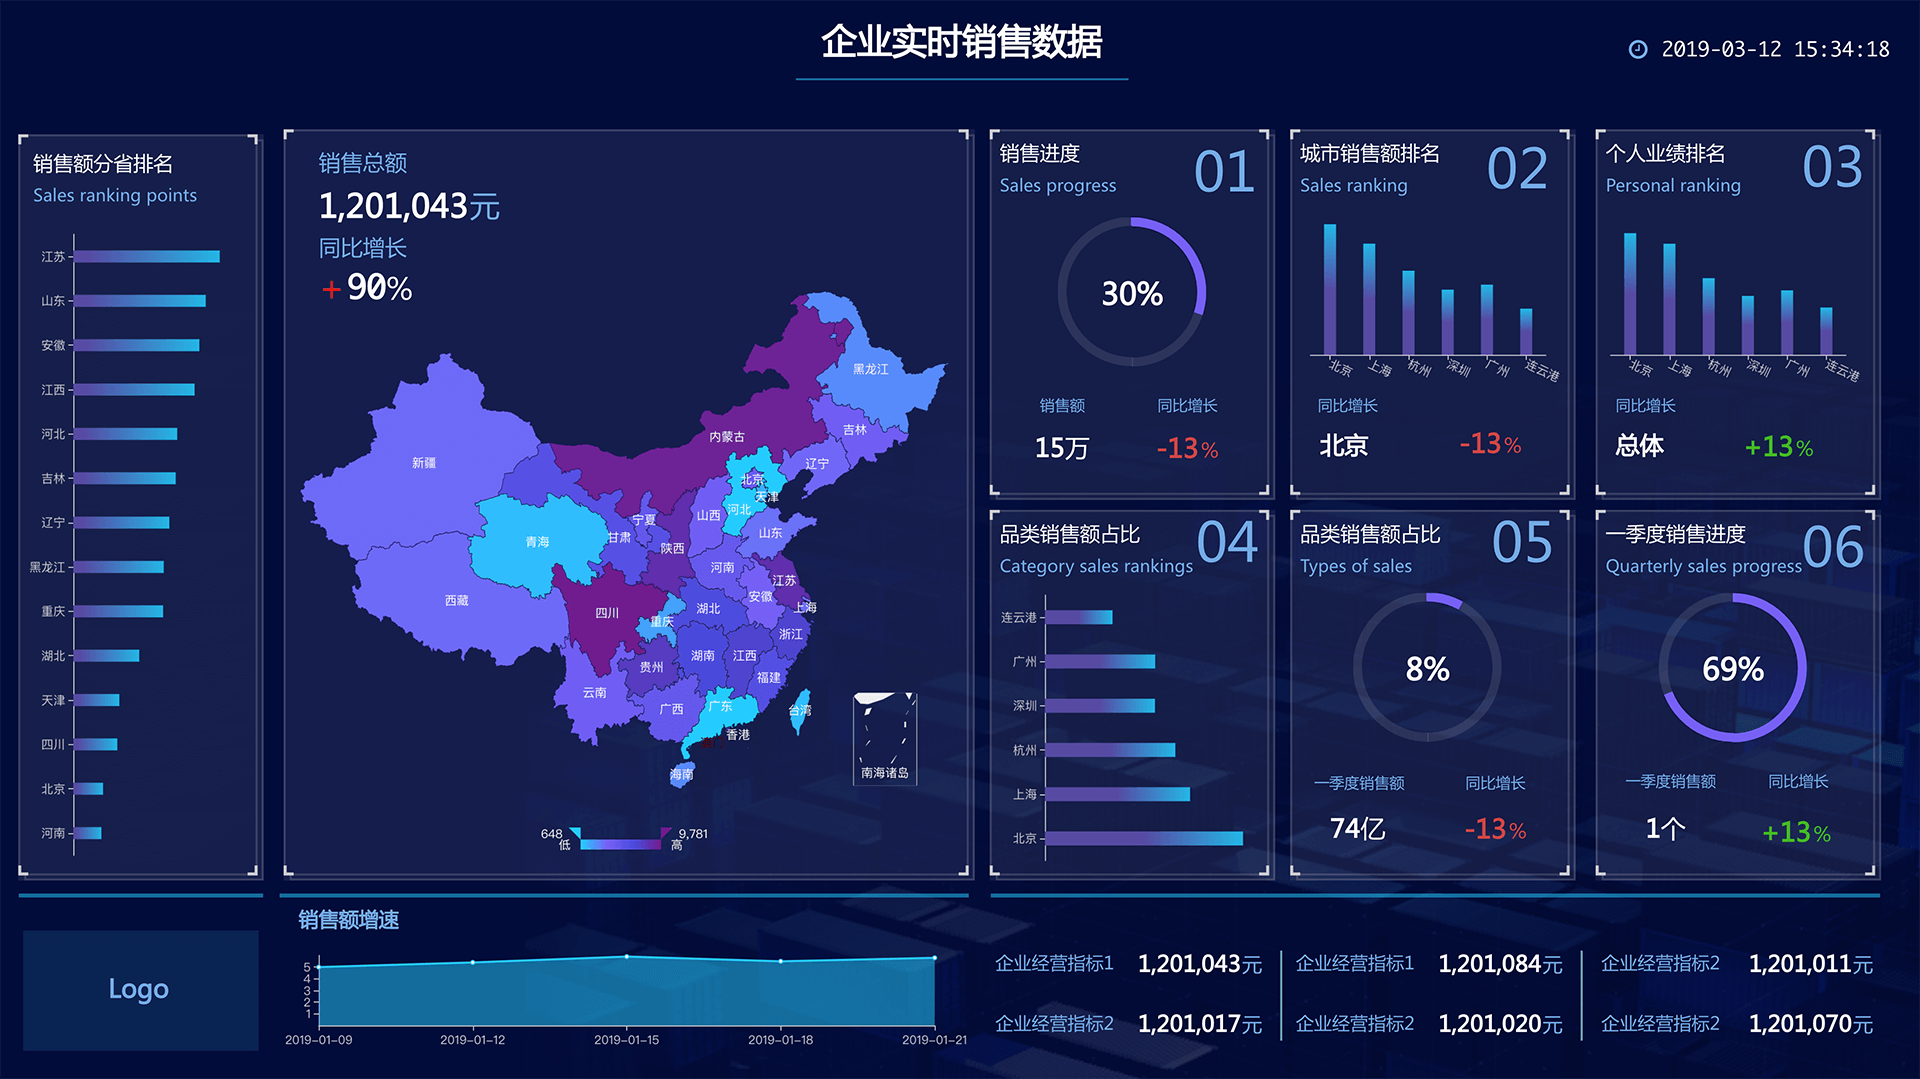 企业实时销售数据
2019-03-12 15:34:18
销售额分省排名
Sales ranking points
江苏
山东
安徽
江西
河北
吉林
辽宁
黑龙江
重庆
湖北
天津
四川
北京
河南
销售总额
1,201,043元
同比增长
+90%
黑龙江
吉林
内蒙古
新疆
辽宁
北京
天津
河北
山西
宁夏
山东
青海
甘肃
陕西
河南
江苏
西藏
安徽
上海
四川
湖北
重庆
浙江
湖南
江西
贵州
福建
云南
广西
广东
台湾
香港
澳门
海南
南海诸岛
648
低
9,781
高
销售进度
Sales progress
01
30%
销售额
同比增长
15万
-13%
城市销售额排名
Sales ranking
02
北京
上海
杭州
深圳
广州
连云港
同比增长
北京
-13%
个人业绩排名
Personal ranking
03
北京
上海
杭州
深圳
广州
连云港
同比增长
总体
+13%
品类销售额占比
Category sales rankings
04
连云港
广州
深圳
杭州
上海
北京
品类销售额占比
Types of sales
05
8%
一季度销售额
同比增长
74亿
-13%
一季度销售进度
Quarterly sales progress
06
69%
一季度销售额
同比增长
1个
+13%
Logo
销售额增速
5
4
3
2
1
2019-01-09
2019-01-12
2019-01-15
2019-01-18
2019-01-21
企业经营指标1 1,201,043元
企业经营指标1 1,201,084元
企业经营指标2 1,201,011元
企业经营指标2 1,201,017元
企业经营指标2 1,201,020元
企业经营指标2 1,201,070元